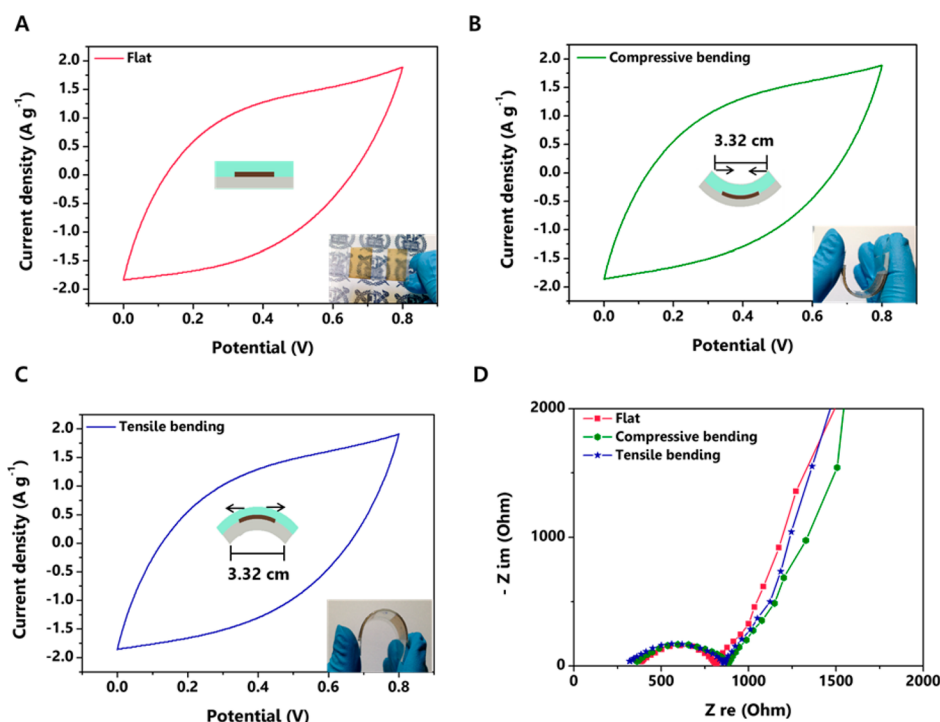 A
Flat
Current density (A g⁻¹)
2.0
1.5
1.0
0.5
0.0
-0.5
-1.0
-1.5
-2.0
0.0 0.2 0.4 0.6 0.8
Potential (V)
B
Compressive bending
3.32 cm
Current density (A g⁻¹)
2.0
1.5
1.0
0.5
0.0
-0.5
-1.0
-1.5
-2.0
0.0 0.2 0.4 0.6 0.8
Potential (V)
C
Tensile bending
3.32 cm
Current density (A g⁻¹)
2.0
1.5
1.0
0.5
0.0
-0.5
-1.0
-1.5
-2.0
0.0 0.2 0.4 0.6 0.8
Potential (V)
D
Flat
Compressive bending
Tensile bending
- Z im (Ohm)
2000
1000
0
0 500 1000 1500 2000
Z re (Ohm)